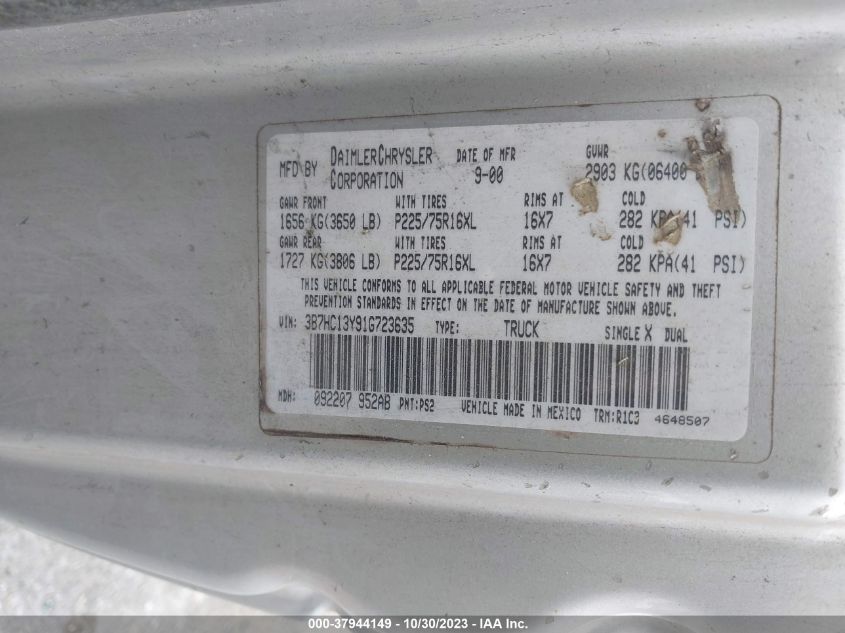 MFD BY DAIMLERCHRYSLER CORPORATION DATE OF MFR 9-00 GVWR 2903 KG(06400
GAWR FRONT WITH TIRES RIMS AT COLD
1656 KG(3650 LB) P225/75R16XL 16X7 282 KPA(41 PSI)
GAWR REAR WITH TIRES RIMS AT COLD
1727 KG(3806 LB) P225/75R16XL 16X7 282 KPA(41 PSI)
THIS VEHICLE CONFORMS TO ALL APPLICABLE FEDERAL MOTOR VEHICLE SAFETY AND THEFT
PREVENTION STANDARDS IN EFFECT ON THE DATE OF MANUFACTURE SHOWN ABOVE.
VIN: 3B7HC13Y91G723635 TYPE: TRUCK SINGLE X DUAL
MDH: 092207 952AB PNT:PS2 VEHICLE MADE IN MEXICO TRM:R1C3 4648507
000-37944149 - 10/30/2023 - IAA Inc.